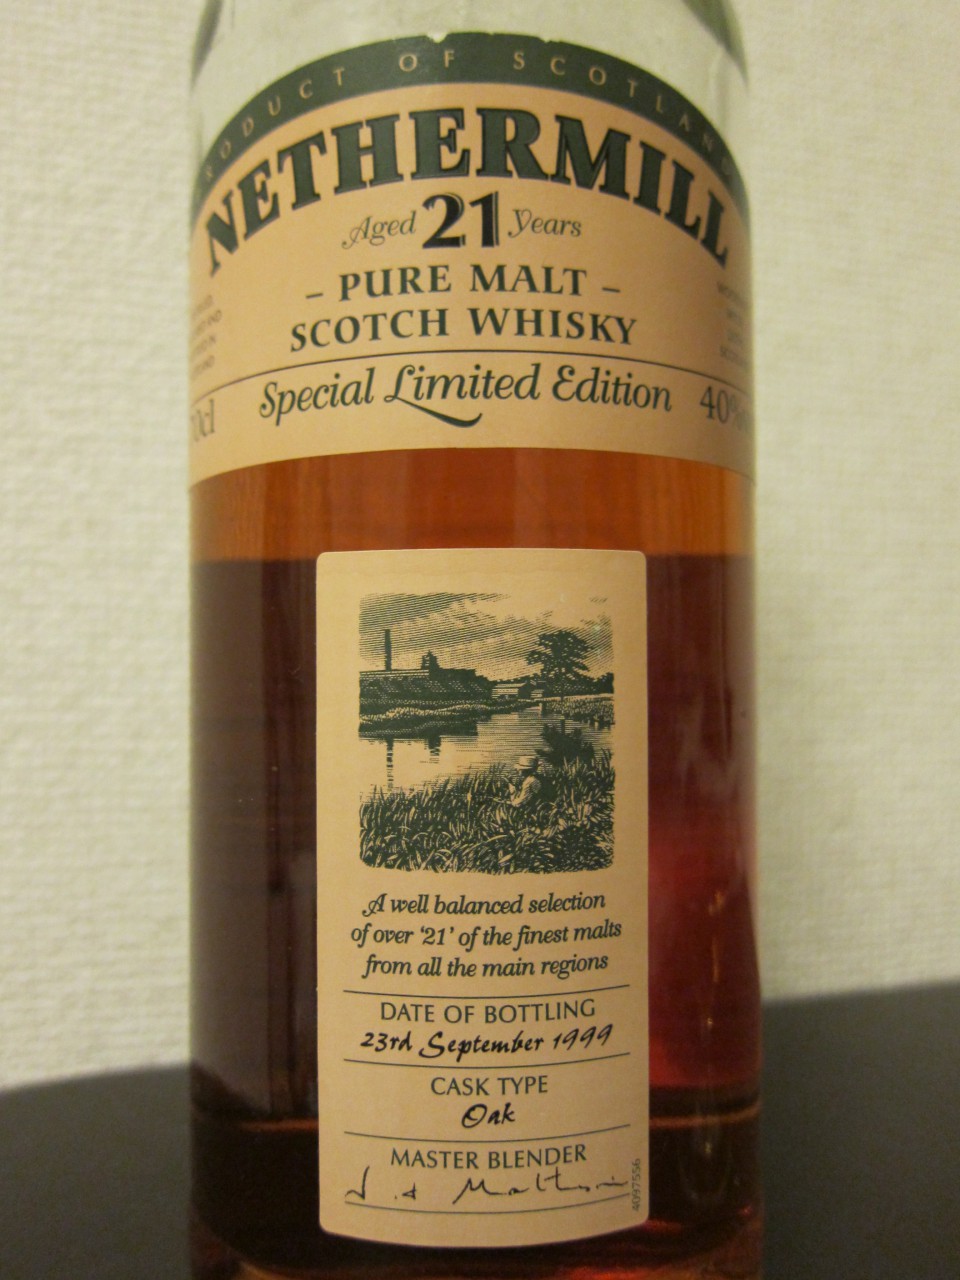 PRODUCT OF SCOTLAND
NETHERMILL
Aged 21 Years
– PURE MALT –
SCOTCH WHISKY
Special Limited Edition
40%
A well balanced selection
of over ‘21’ of the finest malts
from all the main regions
DATE OF BOTTLING
23rd September 1999
CASK TYPE
Oak
MASTER BLENDER
4097556